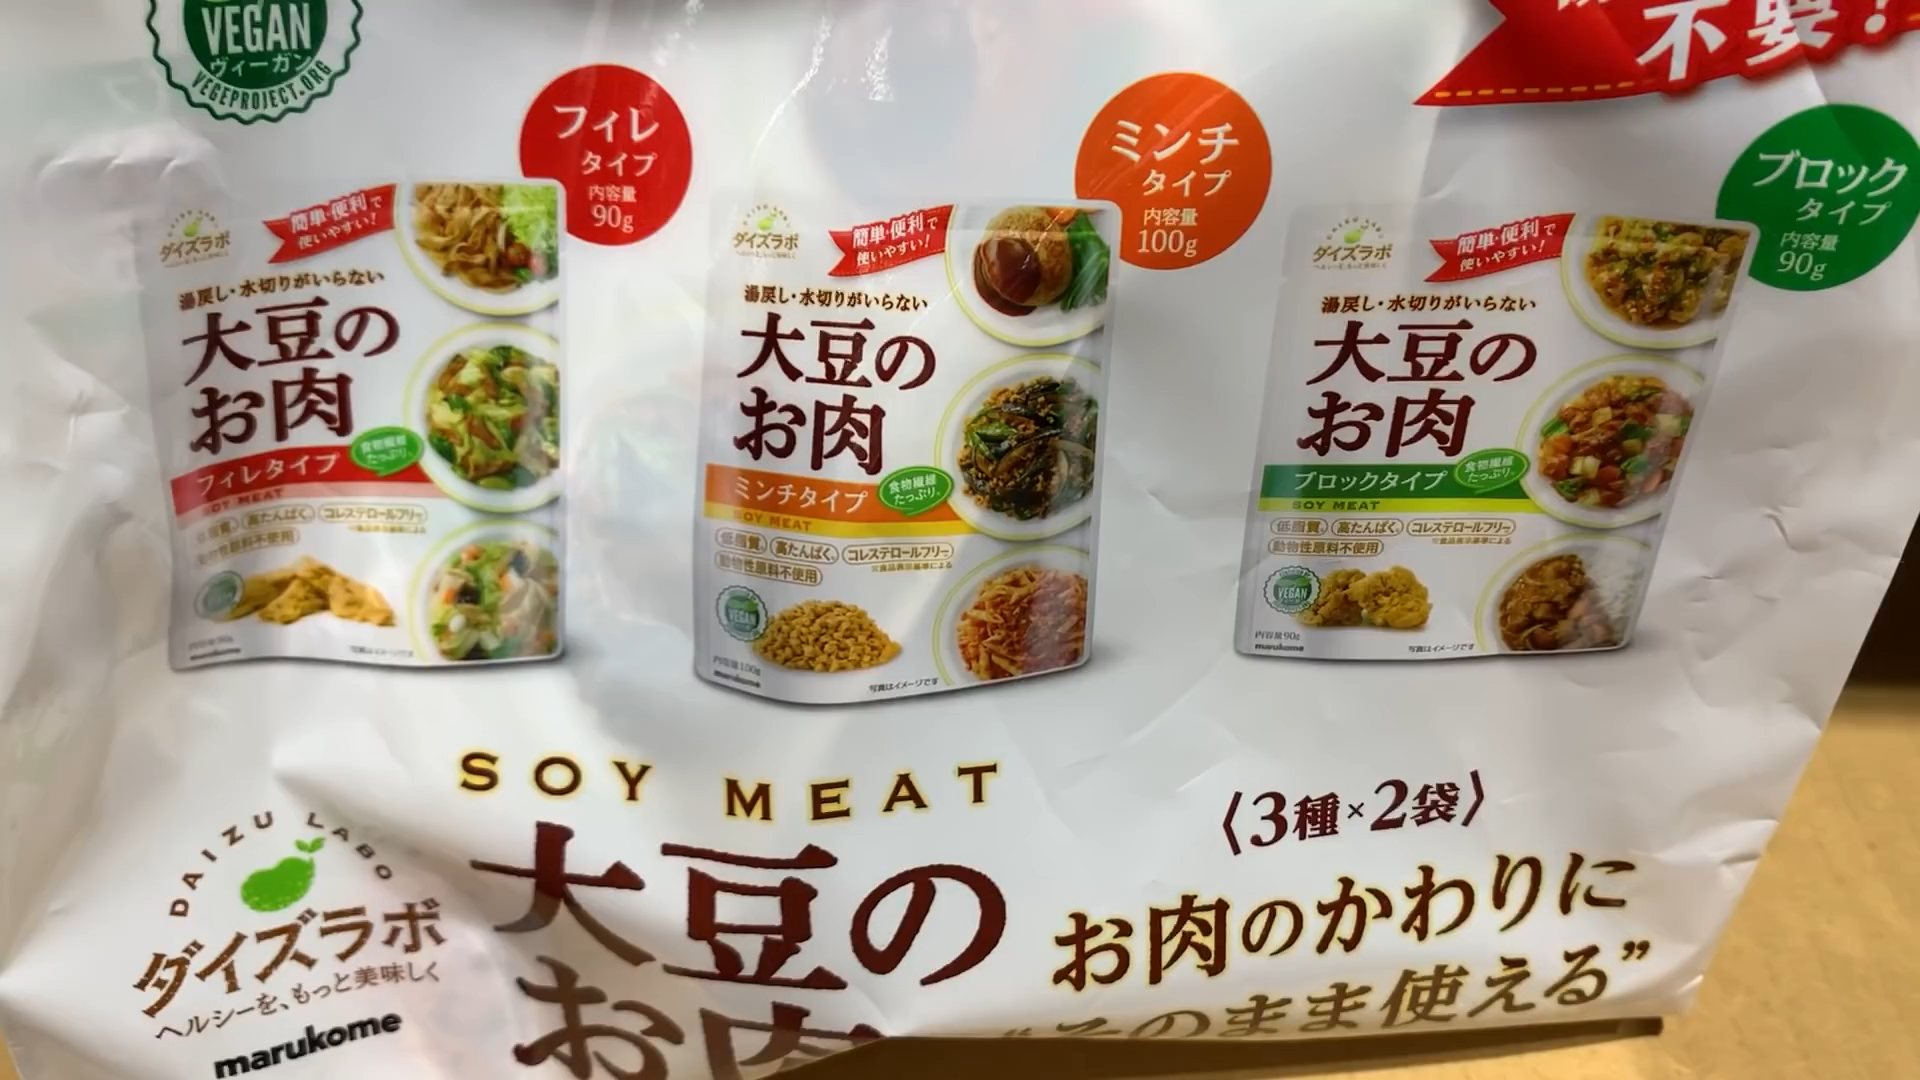 VEGAN
ヴィーガン
VEGEPROJECT.ORG
不要!
フィレ
タイプ
内容量
90g
ミンチ
タイプ
内容量
100g
ブロック
タイプ
内容量
90g
ダイズラボ
簡単・便利で
使いやすい!
湯戻し・水切りがいらない
大豆の
お肉
フィレタイプ
食物繊維
たっぷり。
SOY MEAT
低脂質。 高たんぱく。 コレステロールフリー
※食品表示基準による
動物性原料不使用
内容量90g
marukome
写真はイメージです
ダイズラボ
簡単・便利で
使いやすい!
湯戻し・水切りがいらない
大豆の
お肉
ミンチタイプ
食物繊維
たっぷり。
SOY MEAT
低脂質。 高たんぱく。 コレステロールフリー
※食品表示基準による
動物性原料不使用
VEGAN
内容量100g
marukome
写真はイメージです
ダイズラボ
簡単・便利で
使いやすい!
湯戻し・水切りがいらない
大豆の
お肉
ブロックタイプ
食物繊維
たっぷり。
SOY MEAT
低脂質。 高たんぱく。 コレステロールフリー
※食品表示基準による
動物性原料不使用
VEGAN
内容量90g
marukome
写真はイメージです
SOY MEAT
大豆の
お肉
〈3種×2袋〉
お肉のかわりに
“そのまま使える”
DAIZU LABO
ダイズラボ
ヘルシーを、もっと美味しく
marukome